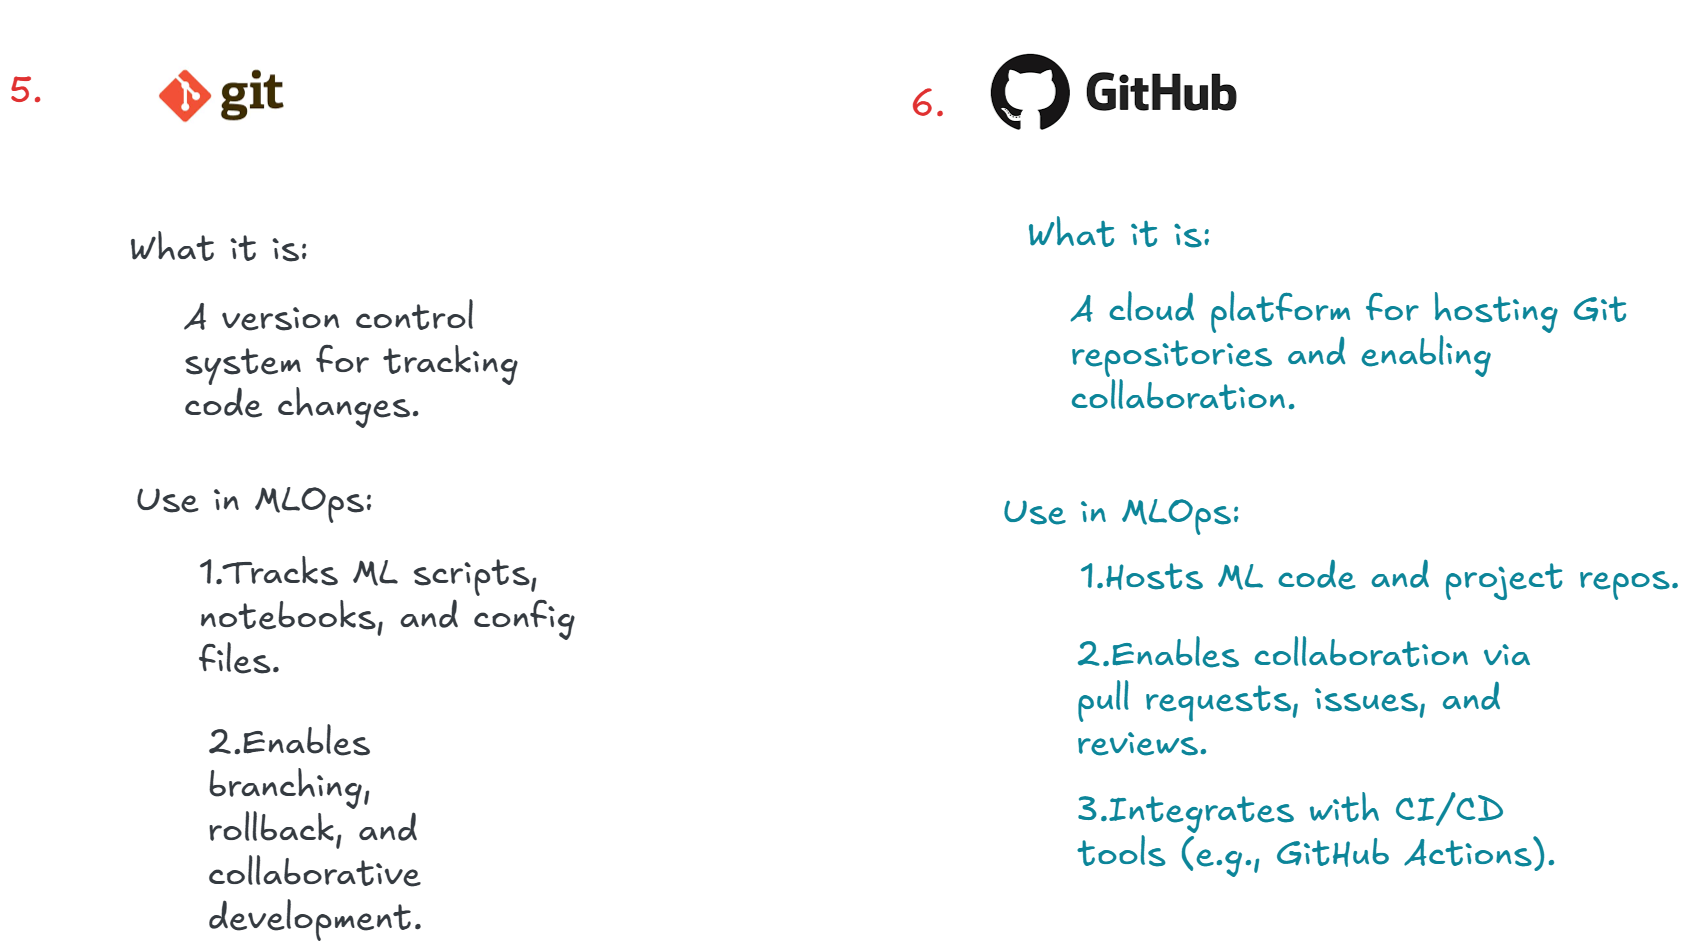 5.
git
What it is:
A version control
system for tracking
code changes.
Use in MLOps:
1.Tracks ML scripts,
notebooks, and config
files.
2.Enables
branching,
rollback, and
collaborative
development.
6.
GitHub
What it is:
A cloud platform for hosting Git
repositories and enabling
collaboration.
Use in MLOps:
1.Hosts ML code and project repos.
2.Enables collaboration via
pull requests, issues, and
reviews.
3.Integrates with CI/CD
tools (e.g., GitHub Actions).